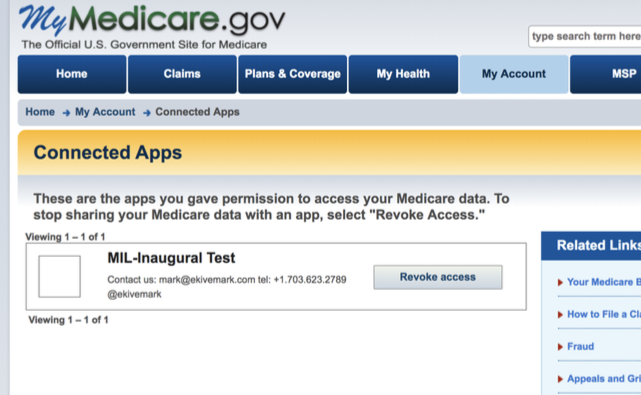 MyMedicare.gov
The Official U.S. Government Site for Medicare
type search term here
Home
Claims
Plans & Coverage
My Health
My Account
MSP
Home → My Account → Connected Apps
Connected Apps
These are the apps you gave permission to access your Medicare data. To
stop sharing your Medicare data with an app, select "Revoke Access."
Viewing 1 – 1 of 1
MIL-Inaugural Test
Contact us: mark@ekivemark.com tel: +1.703.623.2789
@ekivemark
Revoke access
Viewing 1 – 1 of 1
Related Links
Your Medicare
How to File a
Fraud
Appeals and